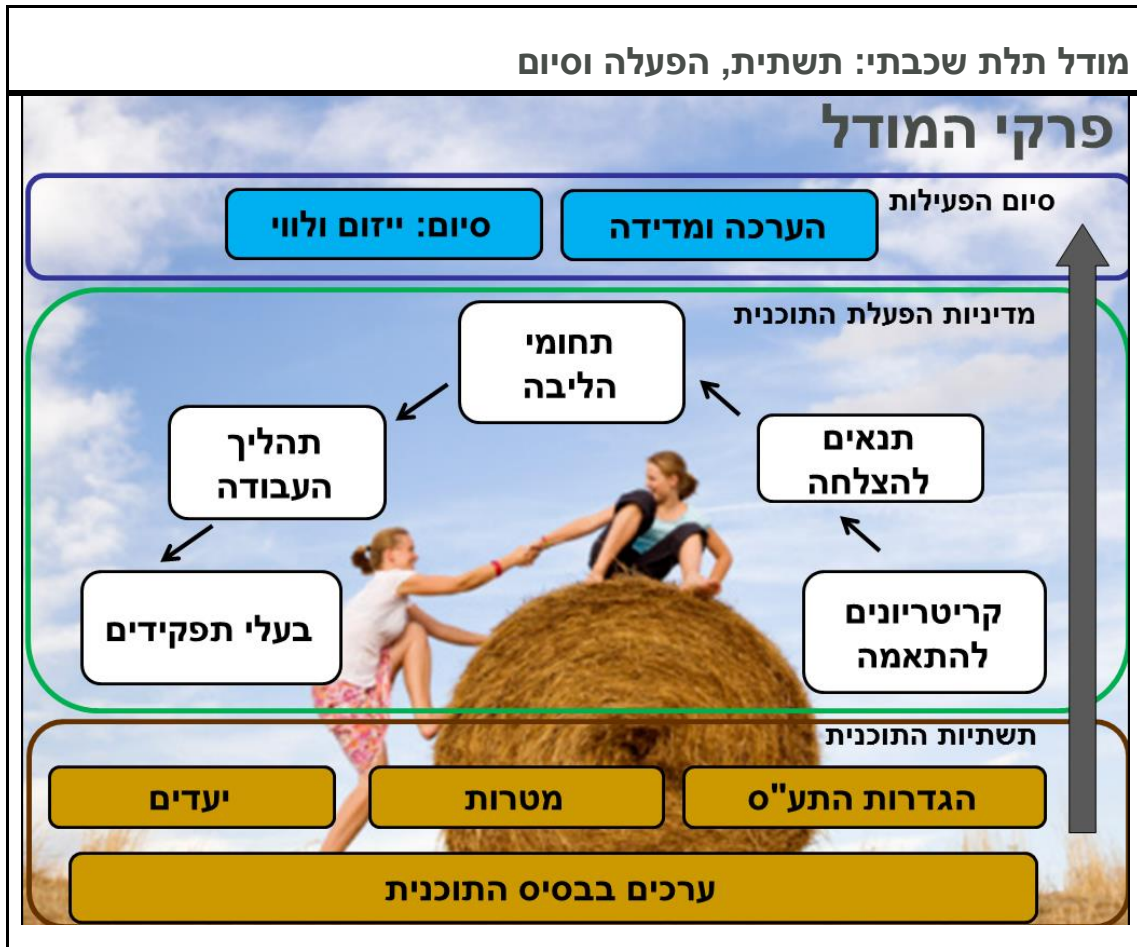 מודל תלת שכבתי: תשתית, הפעלה וסיום
פרקי המודל
סיום הפעילות
הערכה ומדידה
סיום: ייזום ולווי
מדיניות הפעלת התוכנית
קריטריונים
להתאמה
תנאים
להצלחה
תחומי
הליבה
תהליך
העבודה
בעלי תפקידים
תשתיות התוכנית
הגדרות התע"ס
מטרות
יעדים
ערכים בבסיס התוכנית